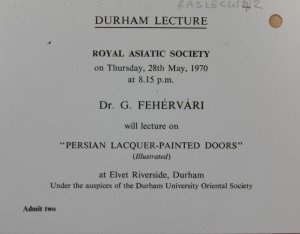 RASLECU/42
DURHAM LECTURE
ROYAL ASIATIC SOCIETY
on Thursday, 28th May, 1970
at 8.15 p.m.
Dr. G. FEHÉRVÁRI
will lecture on
"PERSIAN LACQUER-PAINTED DOORS"
(Illustrated)
at Elvet Riverside, Durham
Under the auspices of the Durham University Oriental Society
Admit two